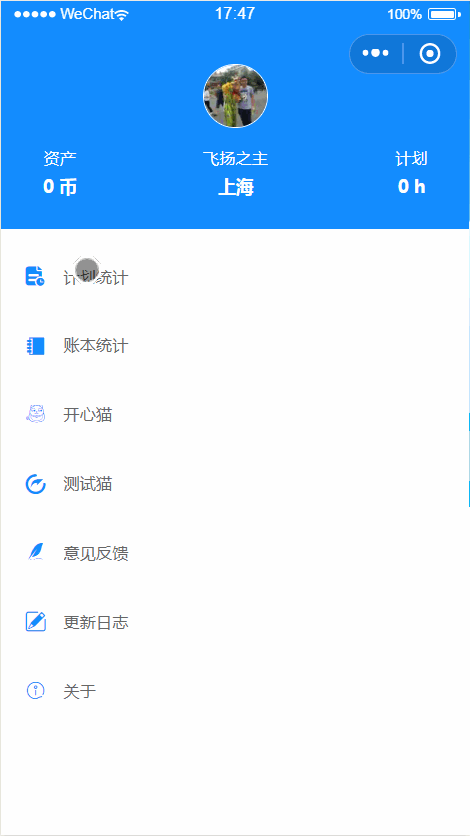 WeChat 17:47 100%
资产 飞扬之主 计划
0 币 上海 0 h
计划统计
账本统计
开心猫
测试猫
意见反馈
更新日志
关于